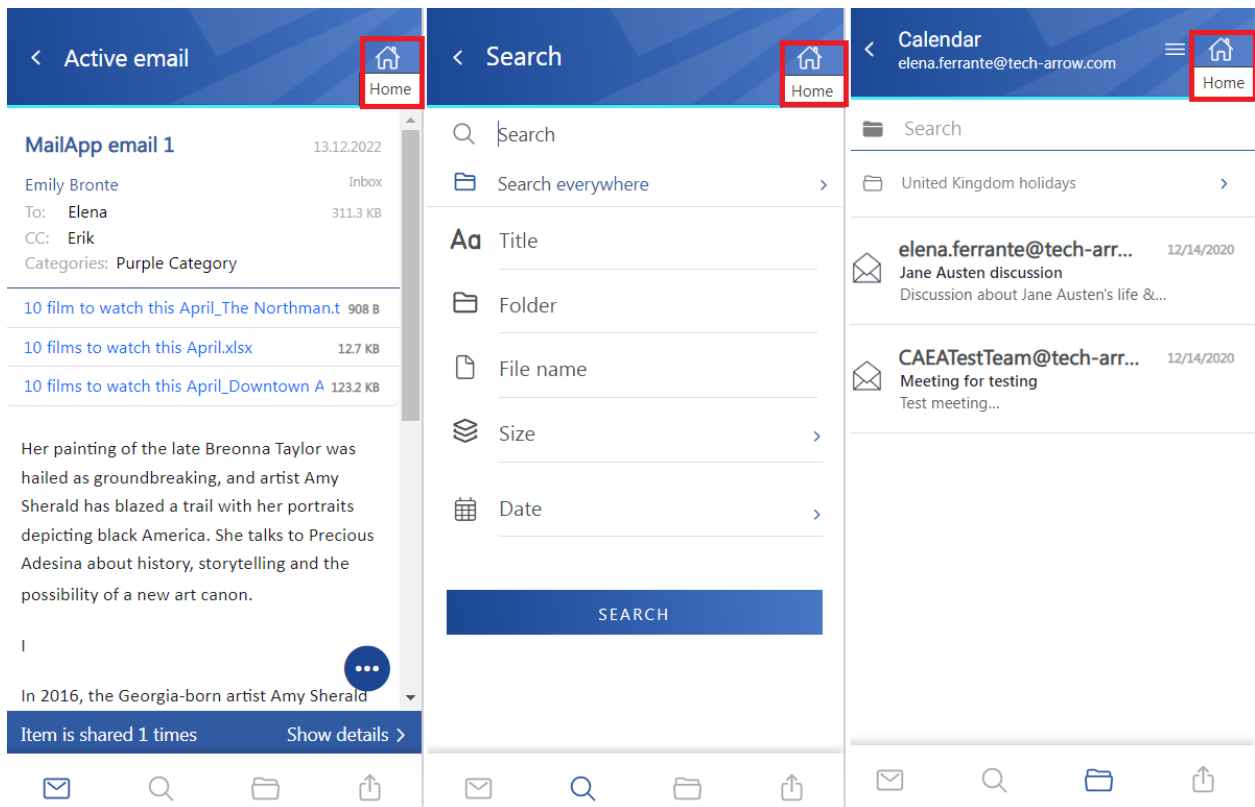 Active email
Home
MailApp email 1
13.12.2022
Emily Bronte
Inbox
To: Elena
311.3 KB
CC: Erik
Categories: Purple Category
10 film to watch this April_The Northman.t 908 B
10 films to watch this April.xlsx 12.7 KB
10 films to watch this April_Downtown A 123.2 KB
Her painting of the late Breonna Taylor was
hailed as groundbreaking, and artist Amy
Sherald has blazed a trail with her portraits
depicting black America. She talks to Precious
Adesina about history, storytelling and the
possibility of a new art canon.
I
In 2016, the Georgia-born artist Amy Sherald
Item is shared 1 times
Show details
Search
Home
Search
Search everywhere
Aa Title
Folder
File name
Size
Date
SEARCH
Calendar
elena.ferrante@tech-arrow.com
Home
Search
United Kingdom holidays
elena.ferrante@tech-arr... 12/14/2020
Jane Austen discussion
Discussion about Jane Austen's life &...
CAEATestTeam@tech-arr... 12/14/2020
Meeting for testing
Test meeting...